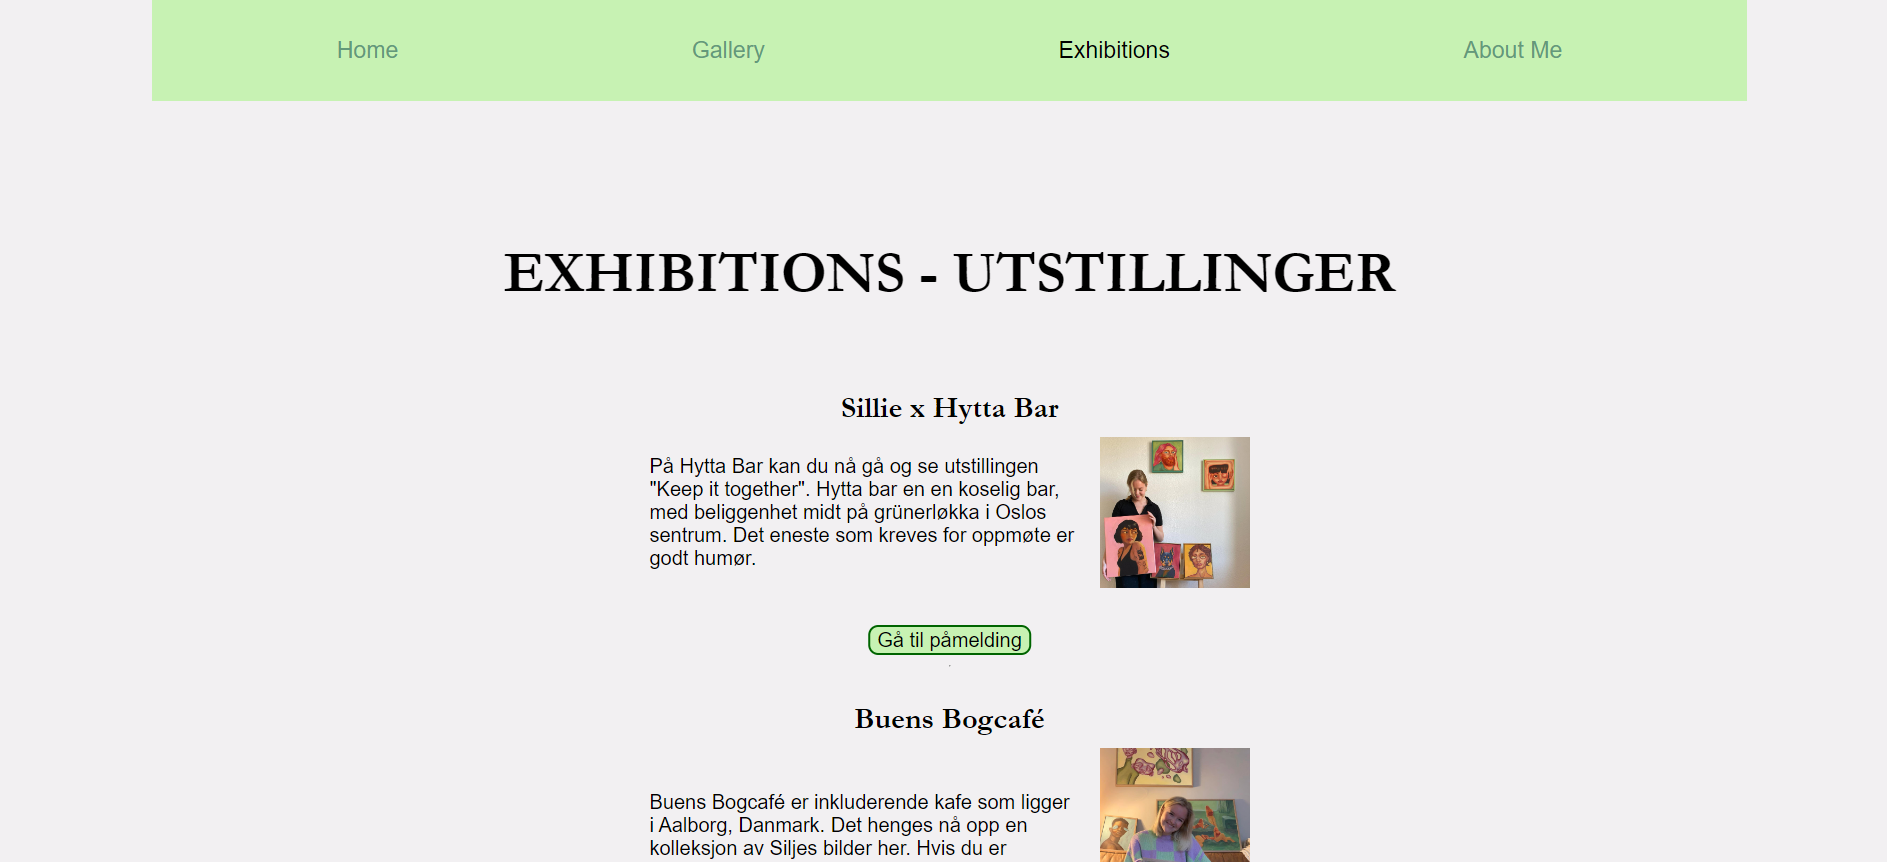 Home Gallery Exhibitions About Me
EXHIBITIONS - UTSTILLINGER
Sillie x Hytta Bar
På Hytta Bar kan du nå gå og se utstillingen
"Keep it together". Hytta bar en en koselig bar,
med beliggenhet midt på grünerløkka i Oslos
sentrum. Det eneste som kreves for oppmøte er
godt humør.
Gå til påmelding
.
Buens Bogcafé
Buens Bogcafé er inkluderende kafe som ligger
i Aalborg, Danmark. Det henges nå opp en
kolleksjon av Siljes bilder her. Hvis du er